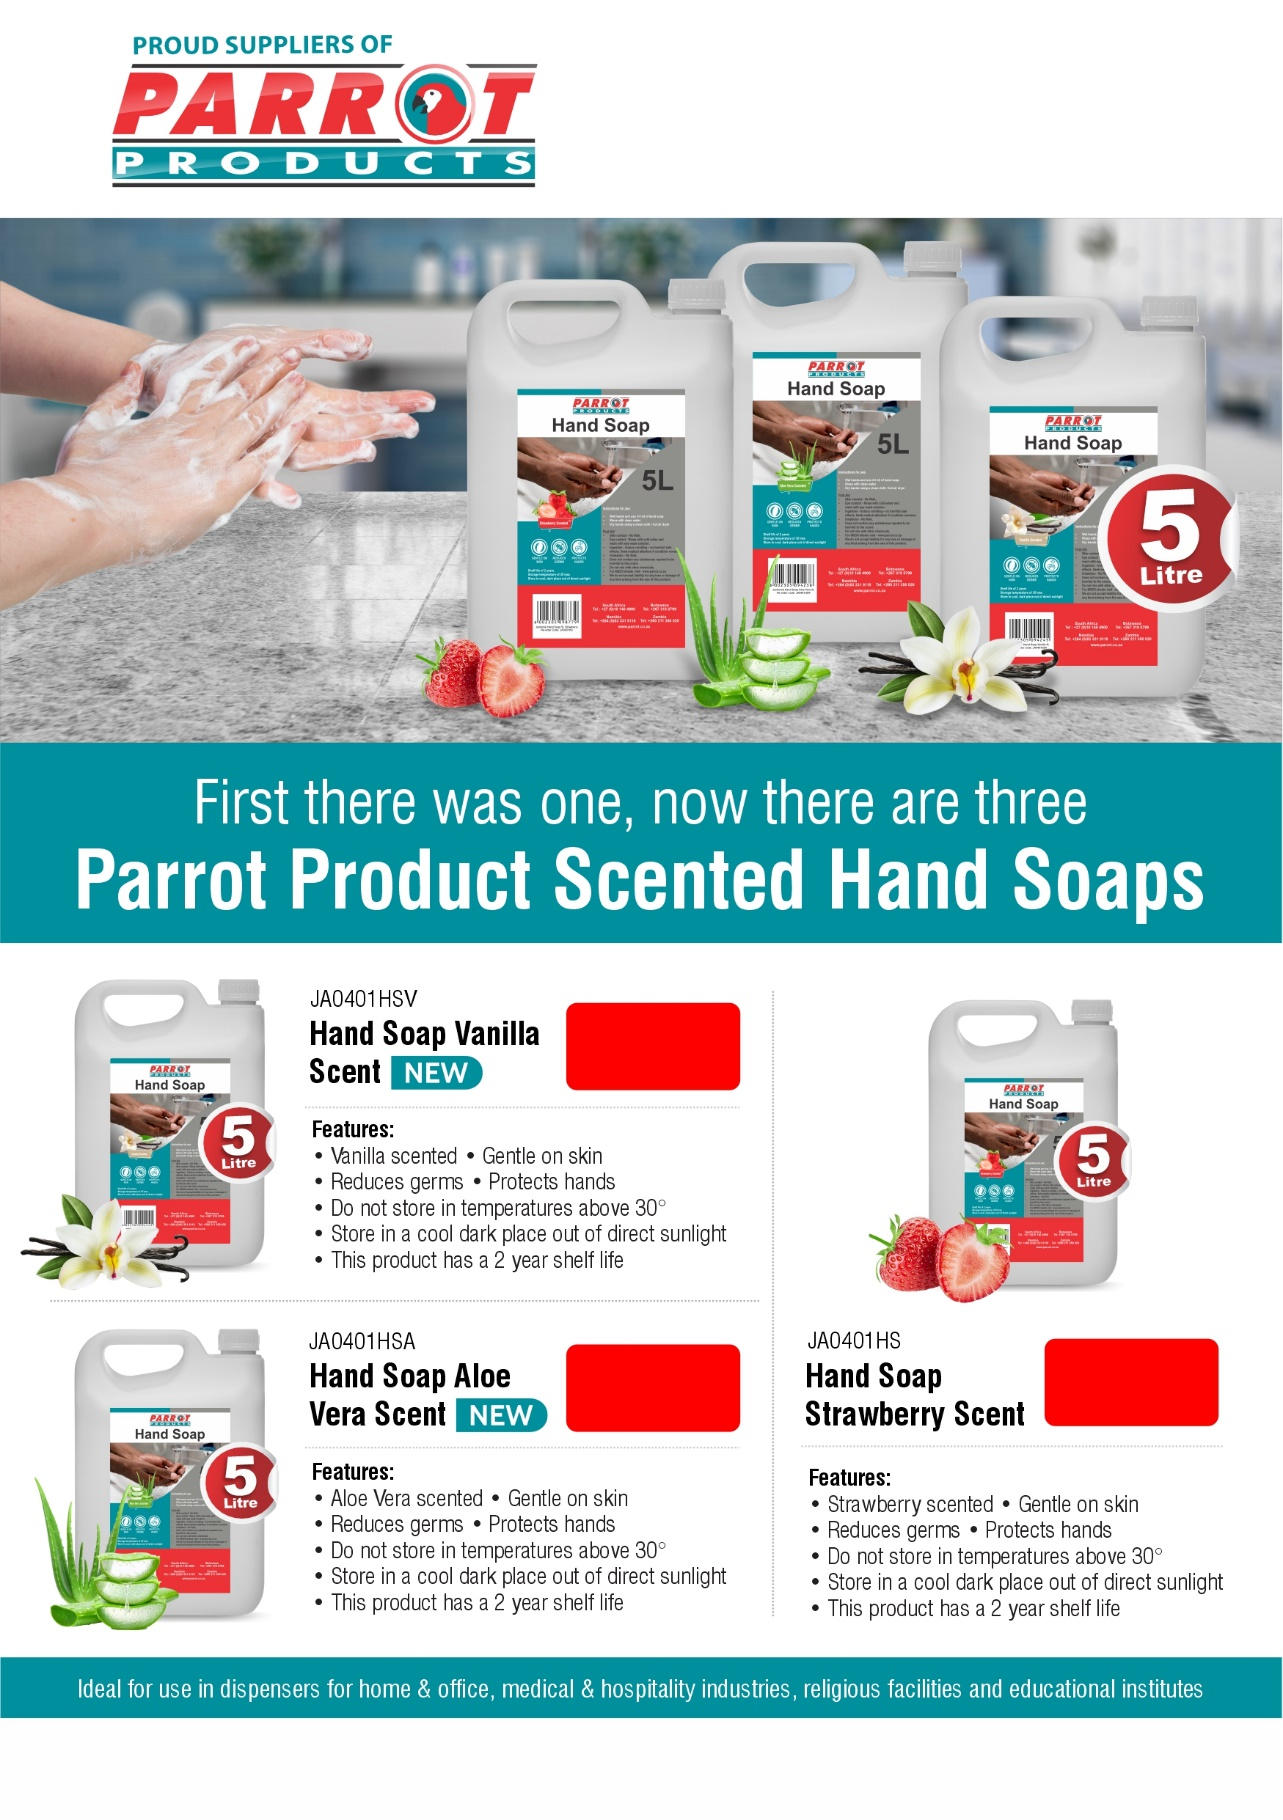 PROUD SUPPLIERS OF
PARROT
PRODUCTS
PARROT
PRODUCTS
Hand Soap
5L
PARROT
PRODUCTS
Hand Soap
5L
PARROT
PRODUCTS
Hand Soap
5
Litre
First there was one, now there are three
Parrot Product Scented Hand Soaps
JA0401HSV
Hand Soap Vanilla
Scent NEW
Features:
• Vanilla scented • Gentle on skin
• Reduces germs • Protects hands
• Do not store in temperatures above 30°
• Store in a cool dark place out of direct sunlight
• This product has a 2 year shelf life
PARROT
PRODUCTS
Hand Soap
5
Litre
JA0401HSA
Hand Soap Aloe
Vera Scent NEW
Features:
• Aloe Vera scented • Gentle on skin
• Reduces germs • Protects hands
• Do not store in temperatures above 30°
• Store in a cool dark place out of direct sunlight
• This product has a 2 year shelf life
PARROT
PRODUCTS
Hand Soap
5
Litre
PARROT
PRODUCTS
Hand Soap
5
Litre
JA0401HS
Hand Soap
Strawberry Scent
Features:
• Strawberry scented • Gentle on skin
• Reduces germs • Protects hands
• Do not store in temperatures above 30°
• Store in a cool dark place out of direct sunlight
• This product has a 2 year shelf life
Ideal for use in dispensers for home & office, medical & hospitality industries, religious facilities and educational institutes